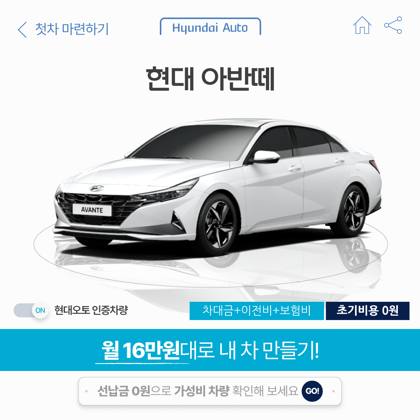 첫차 마련하기
Hyundai Auto
현대 아반떼
AVANTE
ON 현대오토 인증차량
차대금+이전비+보험비 초기비용 0원
월 16만원대로 내 차 만들기!
선납금 0원으로 가성비 차량 확인해 보세요 GO!